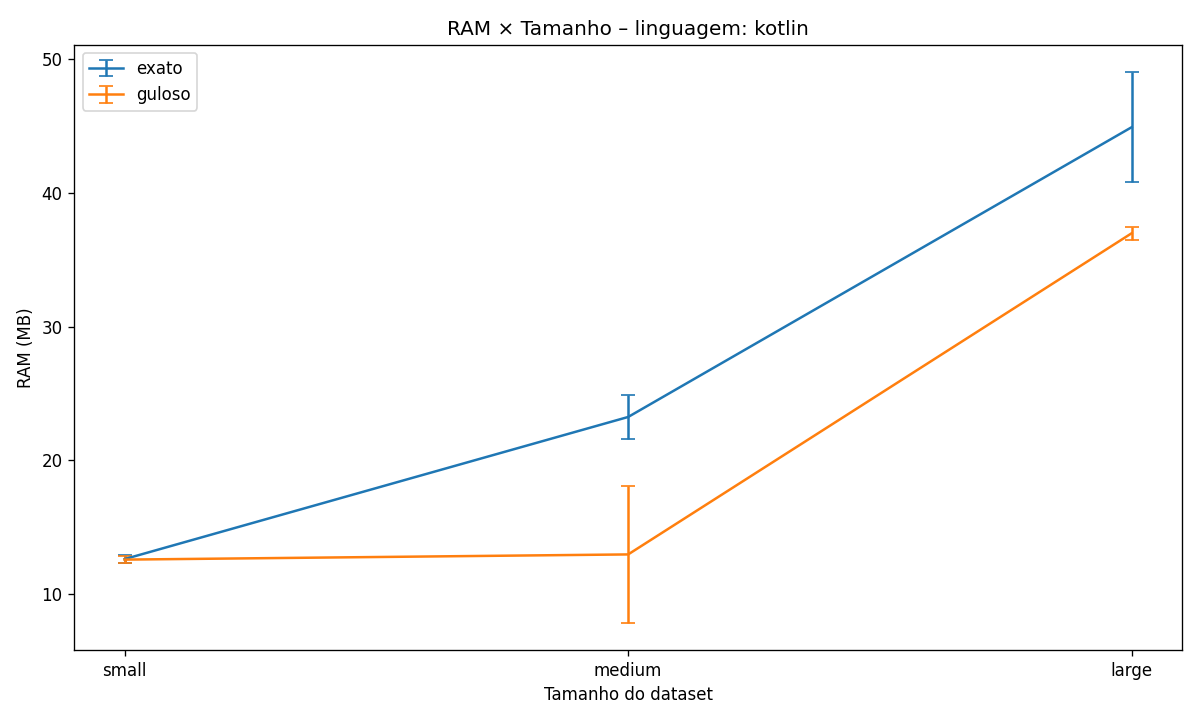 RAM × Tamanho – linguagem: kotlin
exato
guloso
50
40
30
20
10
RAM (MB)
small
medium
large
Tamanho do dataset